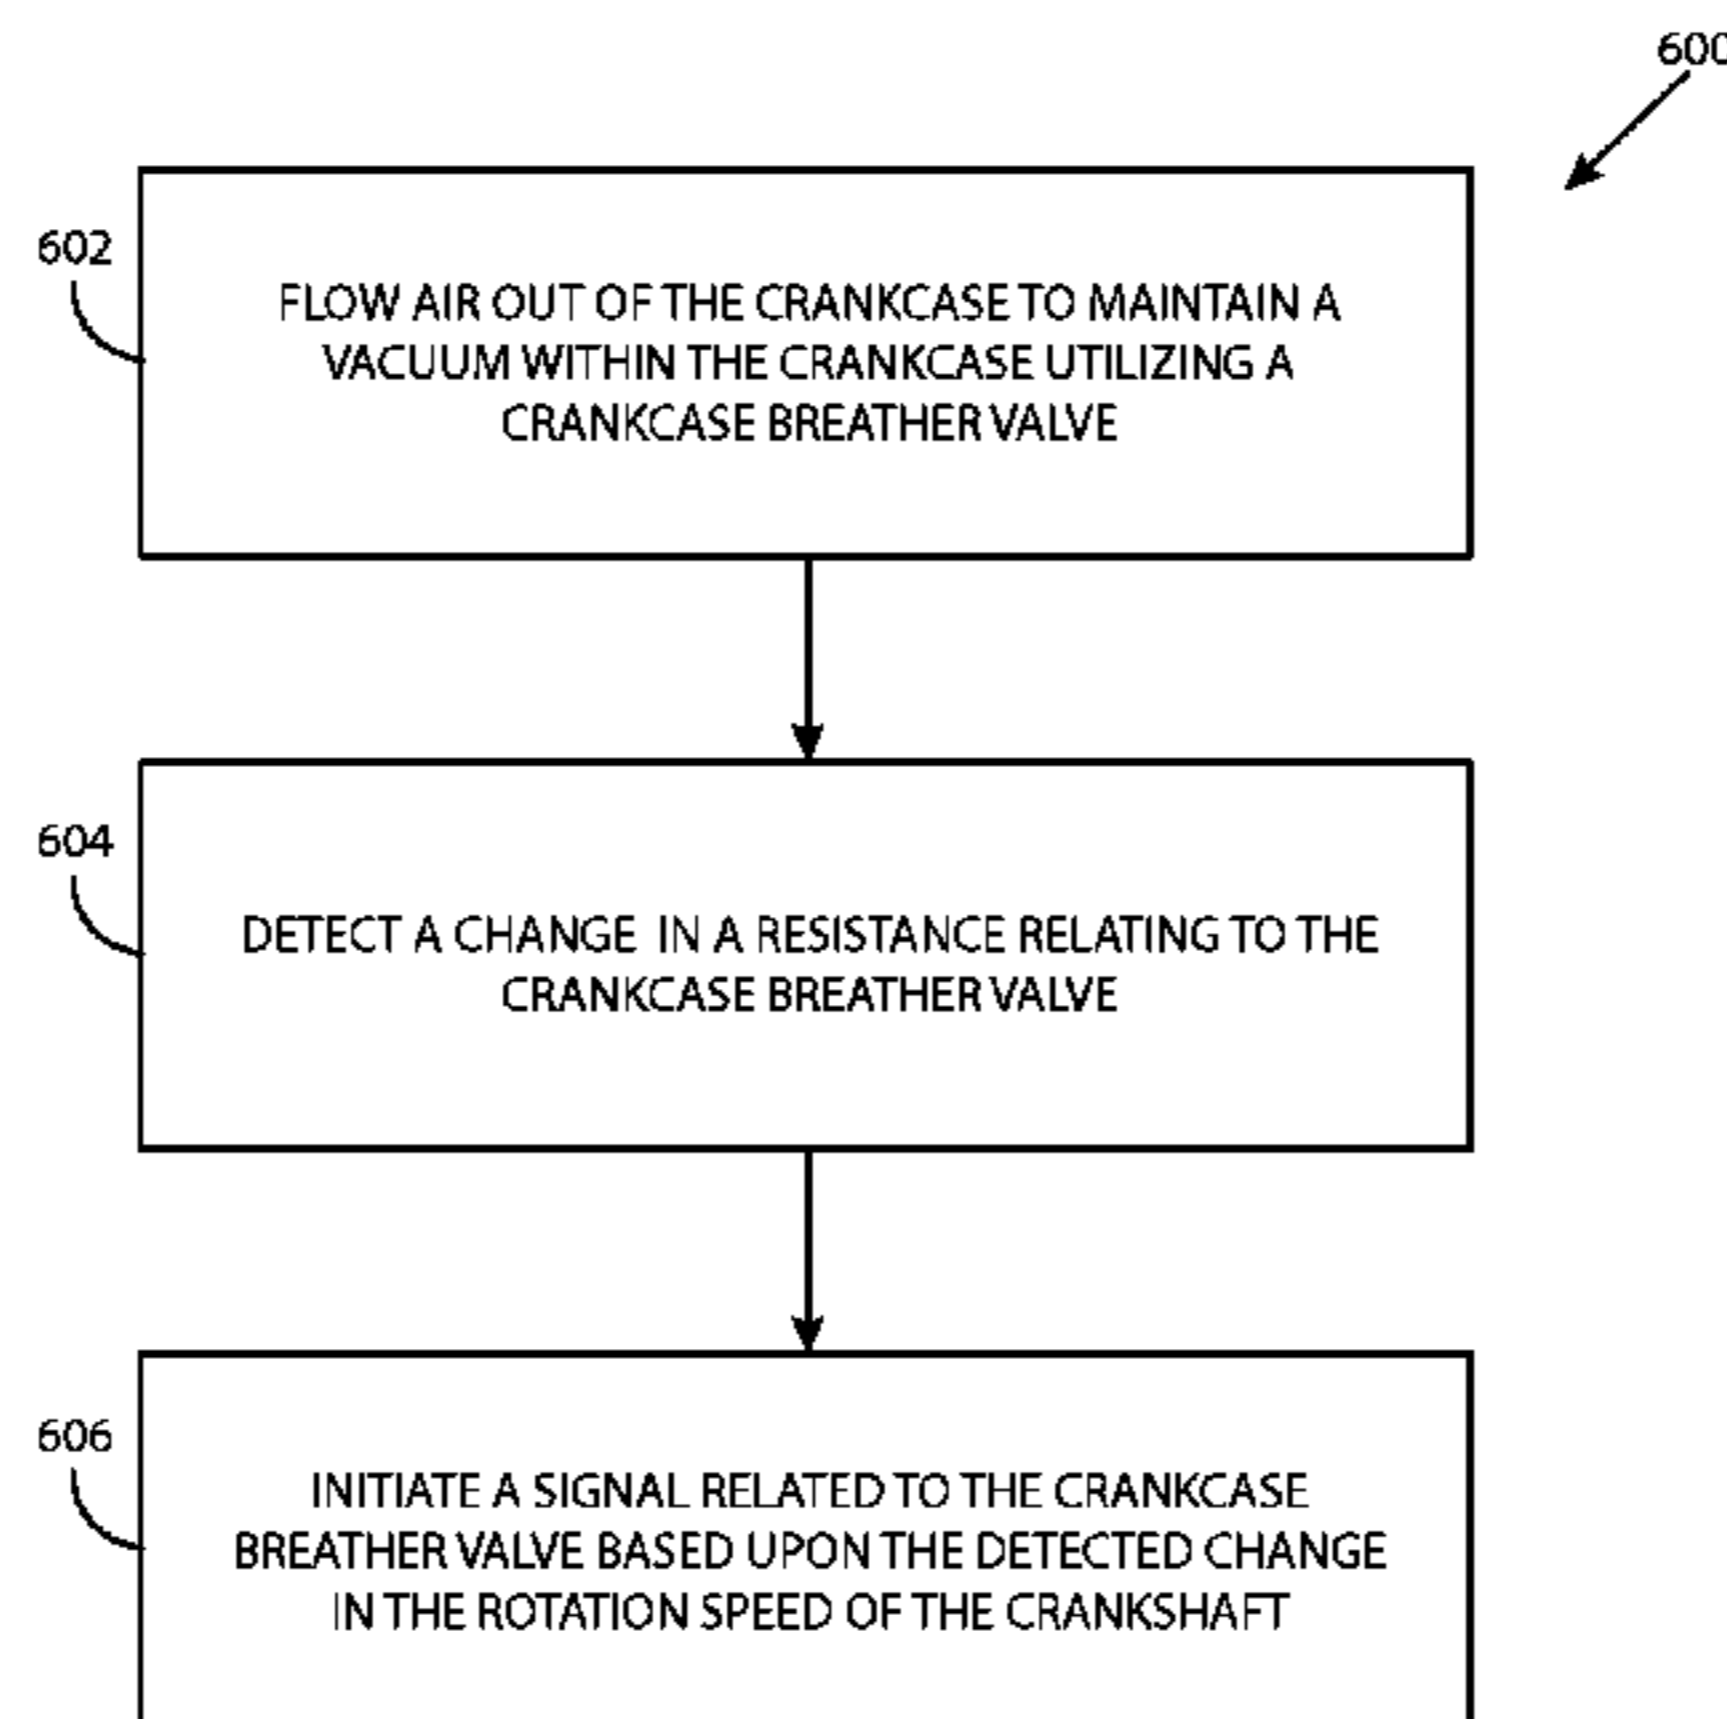 600
602
FLOW AIR OUT OF THE CRANKCASE TO MAINTAIN A
VACUUM WITHIN THE CRANKCASE UTILIZING A
CRANKCASE BREATHER VALVE
604
DETECT A CHANGE IN A RESISTANCE RELATING TO THE
CRANKCASE BREATHER VALVE
606
INITIATE A SIGNAL RELATED TO THE CRANKCASE
BREATHER VALVE BASED UPON THE DETECTED CHANGE
IN THE ROTATION SPEED OF THE CRANKSHAFT